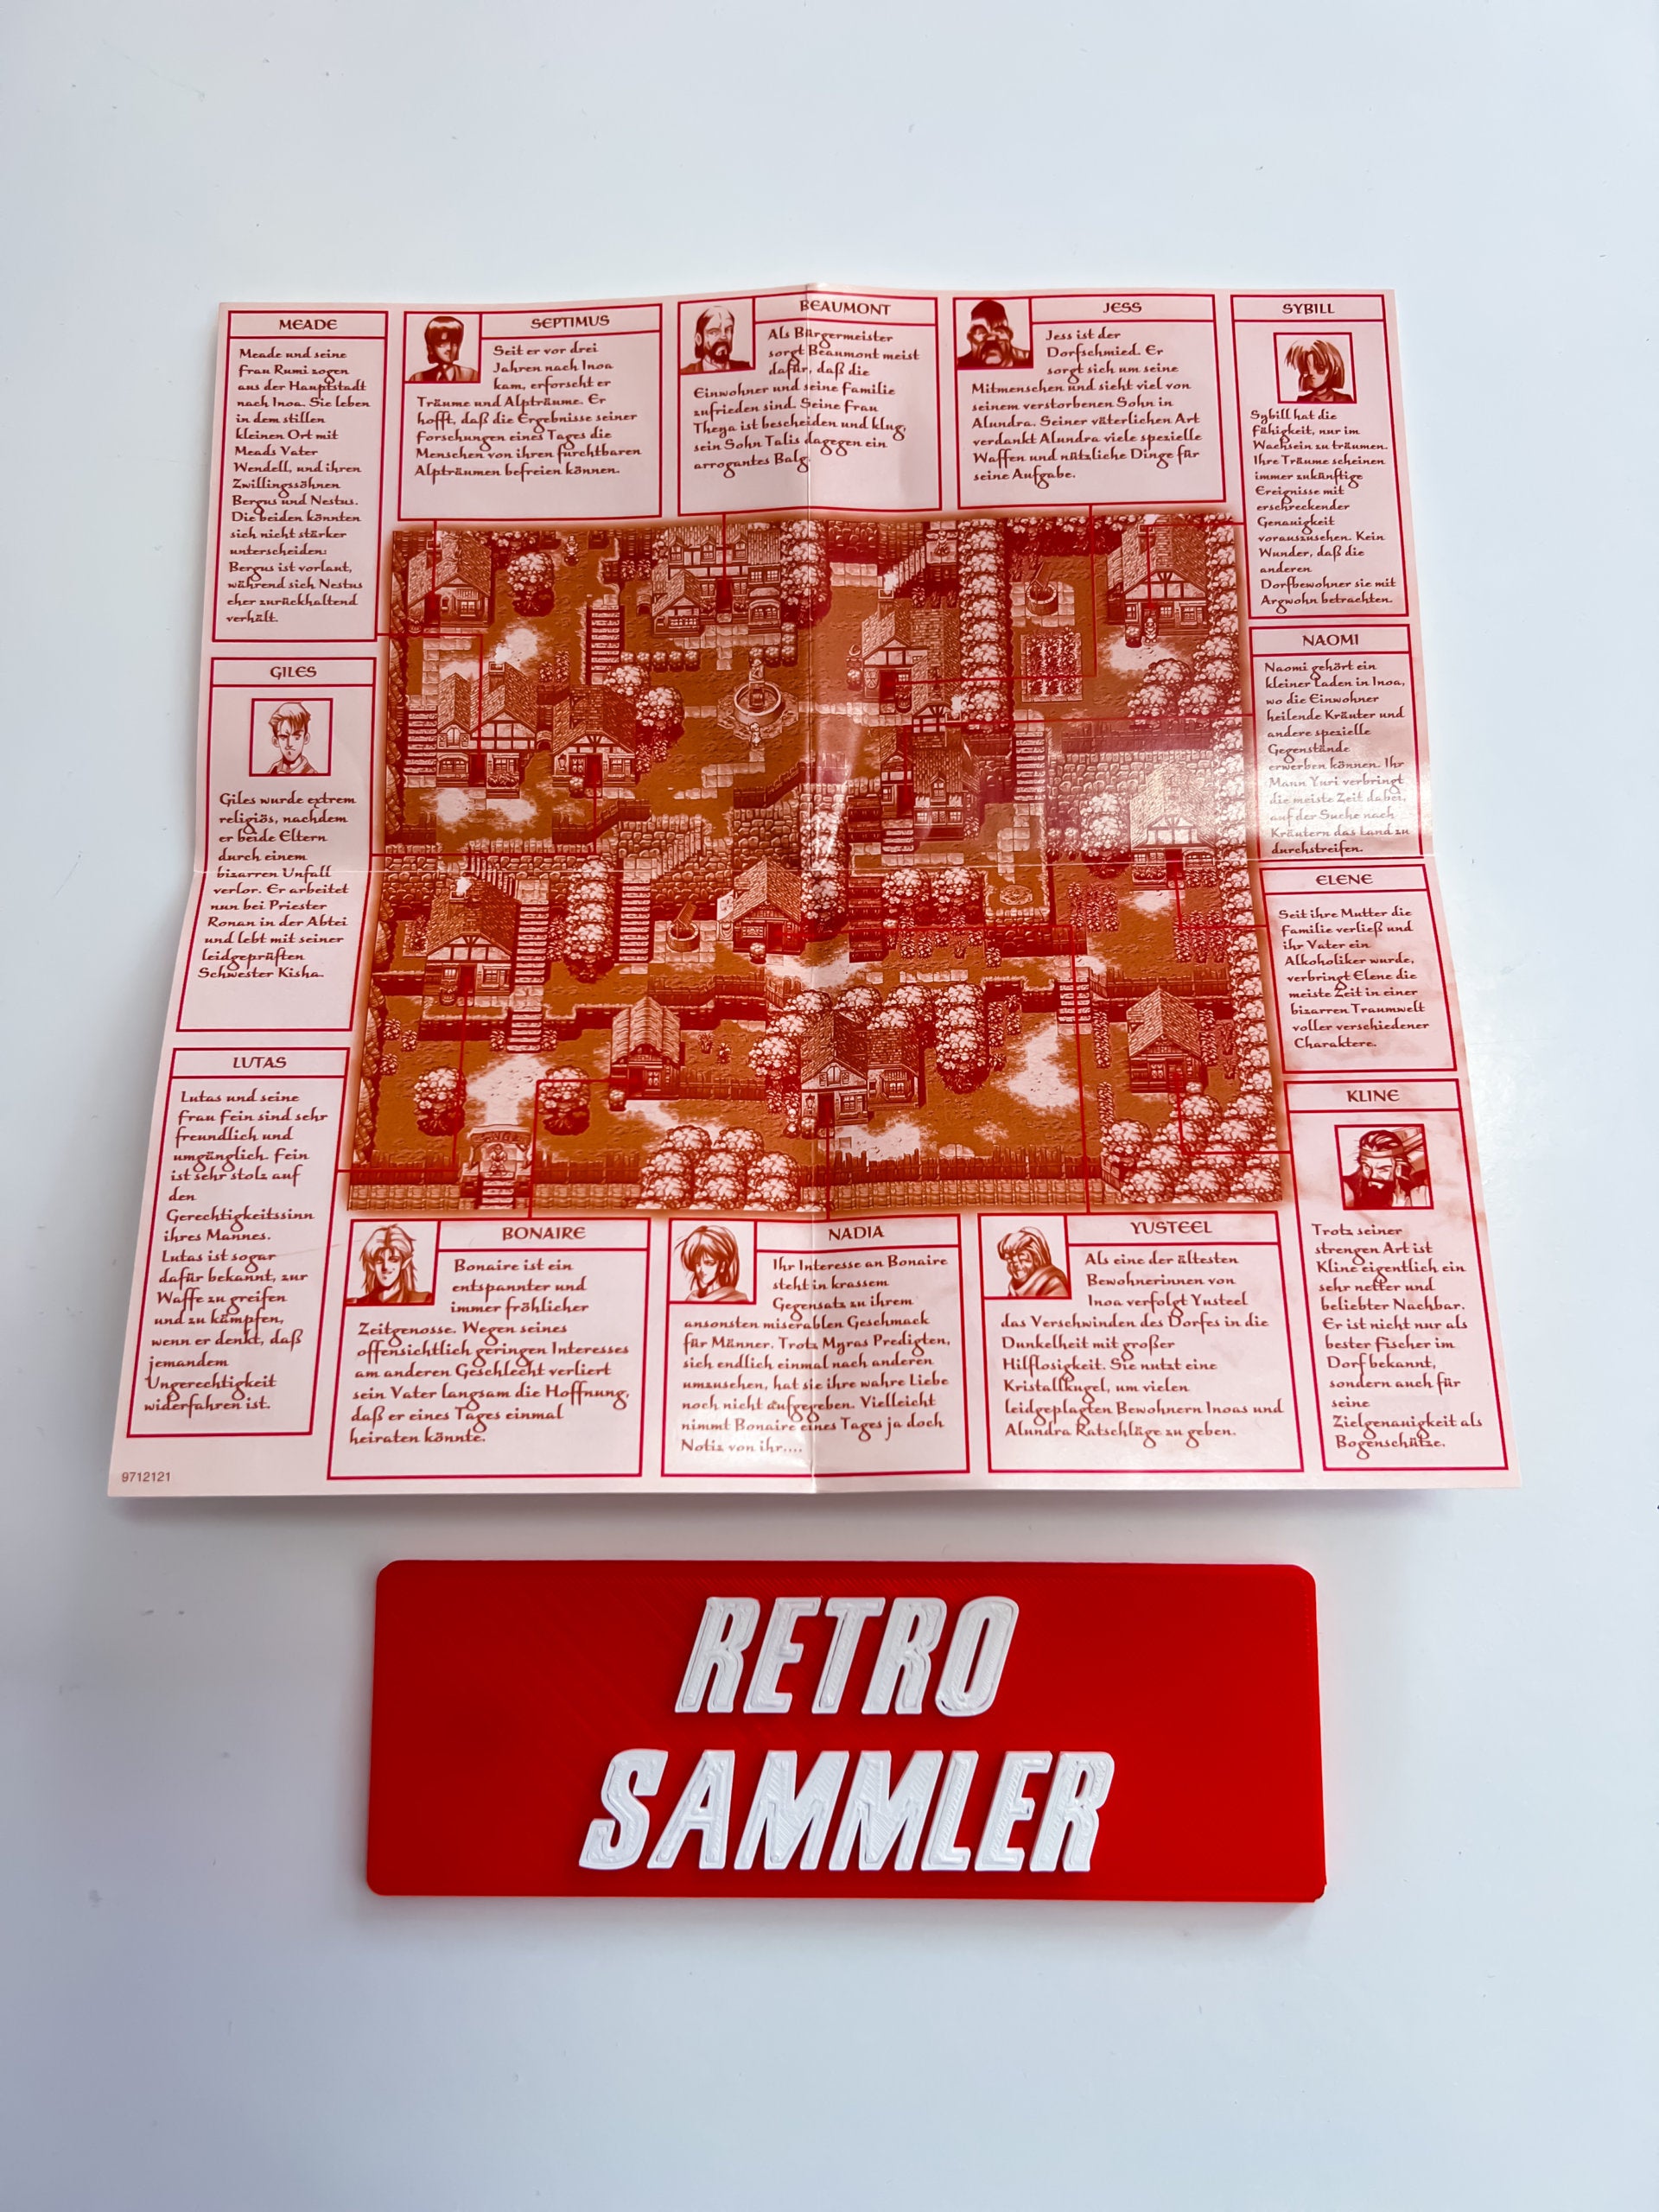 MEADE
Meade und seine
Frau Rumi zogen
aus der Hauptstadt
nach Inoa. Sie leben
in dem stillen
kleinen Ort mit
Meads Vater
Wendell, und ihren
Zwillingssöhnen
Bergus und Nestus.
Die beiden könnten
sich nicht stärker
unterscheiden:
Bergus ist vorlaut,
während sich Nestus
eher zurückhaltend
verhält.
SEPTIMUS
Seit er vor drei
Jahren nach Inoa
kam, erforscht er
Träume und Alpträume. Er
hofft, daß die Ergebnisse seiner
Forschungen eines Tages die
Menschen von ihren furchtbaren
Alpträumen befreien können.
BEAUMONT
Als Bürgermeister
sorgt Beaumont meist
dafür, daß die
Einwohner und seine Familie
zufrieden sind. Seine Frau
Theya ist bescheiden und klug,
sein Sohn Talis dagegen ein
arrogantes Balg.
JESS
Jess ist der
Dorfschmied. Er
sorgt sich um seine
Mitmenschen und sieht viel von
seinem verstorbenen Sohn in
Alundra. Seiner väterlichen Art
verdankt Alundra viele spezielle
Waffen und nützliche Dinge für
seine Aufgabe.
SYBILL
Sybill hat die
Fähigkeit, nur im
Wachsein zu träumen.
Ihre Träume scheinen
immer zukünftige
Ereignisse mit
erschreckender
Genauigkeit
vorauszusehen. Kein
Wunder, daß die
anderen
Dorfbewohner sie mit
Argwohn betrachten.
GILES
Giles wurde extrem
religiös, nachdem
er beide Eltern
durch einem
bizarren Unfall
verlor. Er arbeitet
nun bei Priester
Ronan in der Abtei
und lebt mit seiner
leidgeprüften
Schwester Kisha.
NAOMI
Naomi gehört ein
kleiner Laden in Inoa,
wo die Einwohner
heilende Kräuter und
andere spezielle
Gegenstände
erwerben können. Ihr
Mann Yuri verbringt
die meiste Zeit dabei,
auf der Suche nach
Kräutern das Land zu
durchstreifen.
ELENE
Seit ihre Mutter die
Familie verließ und
ihr Vater ein
Alkoholiker wurde,
verbringt Elene die
meiste Zeit in einer
bizarren Traumwelt
voller verschiedener
Charaktere.
LUTAS
Lutas und seine
Frau Fein sind sehr
freundlich und
umgänglich. Fein
ist sehr stolz auf
den
Gerechtigkeitssinn
ihres Mannes.
Lutas ist sogar
dafür bekannt, zur
Waffe zu greifen
und zu kämpfen,
wenn er denkt, daß
jemandem
Ungerechtigkeit
widerfahren ist.
KLINE
Trotz seiner
strengen Art ist
Kline eigentlich ein
sehr netter und
beliebter Nachbar.
Er ist nicht nur als
bester Fischer im
Dorf bekannt,
sondern auch für
seine
Zielgenauigkeit als
Bogenschütze.
BONAIRE
Bonaire ist ein
entspannter und
immer fröhlicher
Zeitgenosse. Wegen seines
offensichtlich geringen Interesses
am anderen Geschlecht verliert
sein Vater langsam die Hoffnung,
daß er eines Tages einmal
heiraten könnte.
NADIA
Ihr Interesse an Bonaire
steht in krassem
Gegensatz zu ihrem
ansonsten miserablen Geschmack
für Männer. Trotz Myras Predigten,
sich endlich einmal nach anderen
umzusehen, hat sie ihre wahre Liebe
noch nicht aufgegeben. Vielleicht
nimmt Bonaire eines Tages ja doch
Notiz von ihr....
YUSTEEL
Als eine der ältesten
Bewohnerinnen von
Inoa verfolgt Yusteel
das Verschwinden des Dorfes in die
Dunkelheit mit großer
Hilflosigkeit. Sie nutzt eine
Kristallkugel, um vielen
leidgeplagten Bewohnern Inoas und
Alundra Ratschläge zu geben.
9712121
RETRO
SAMMLER